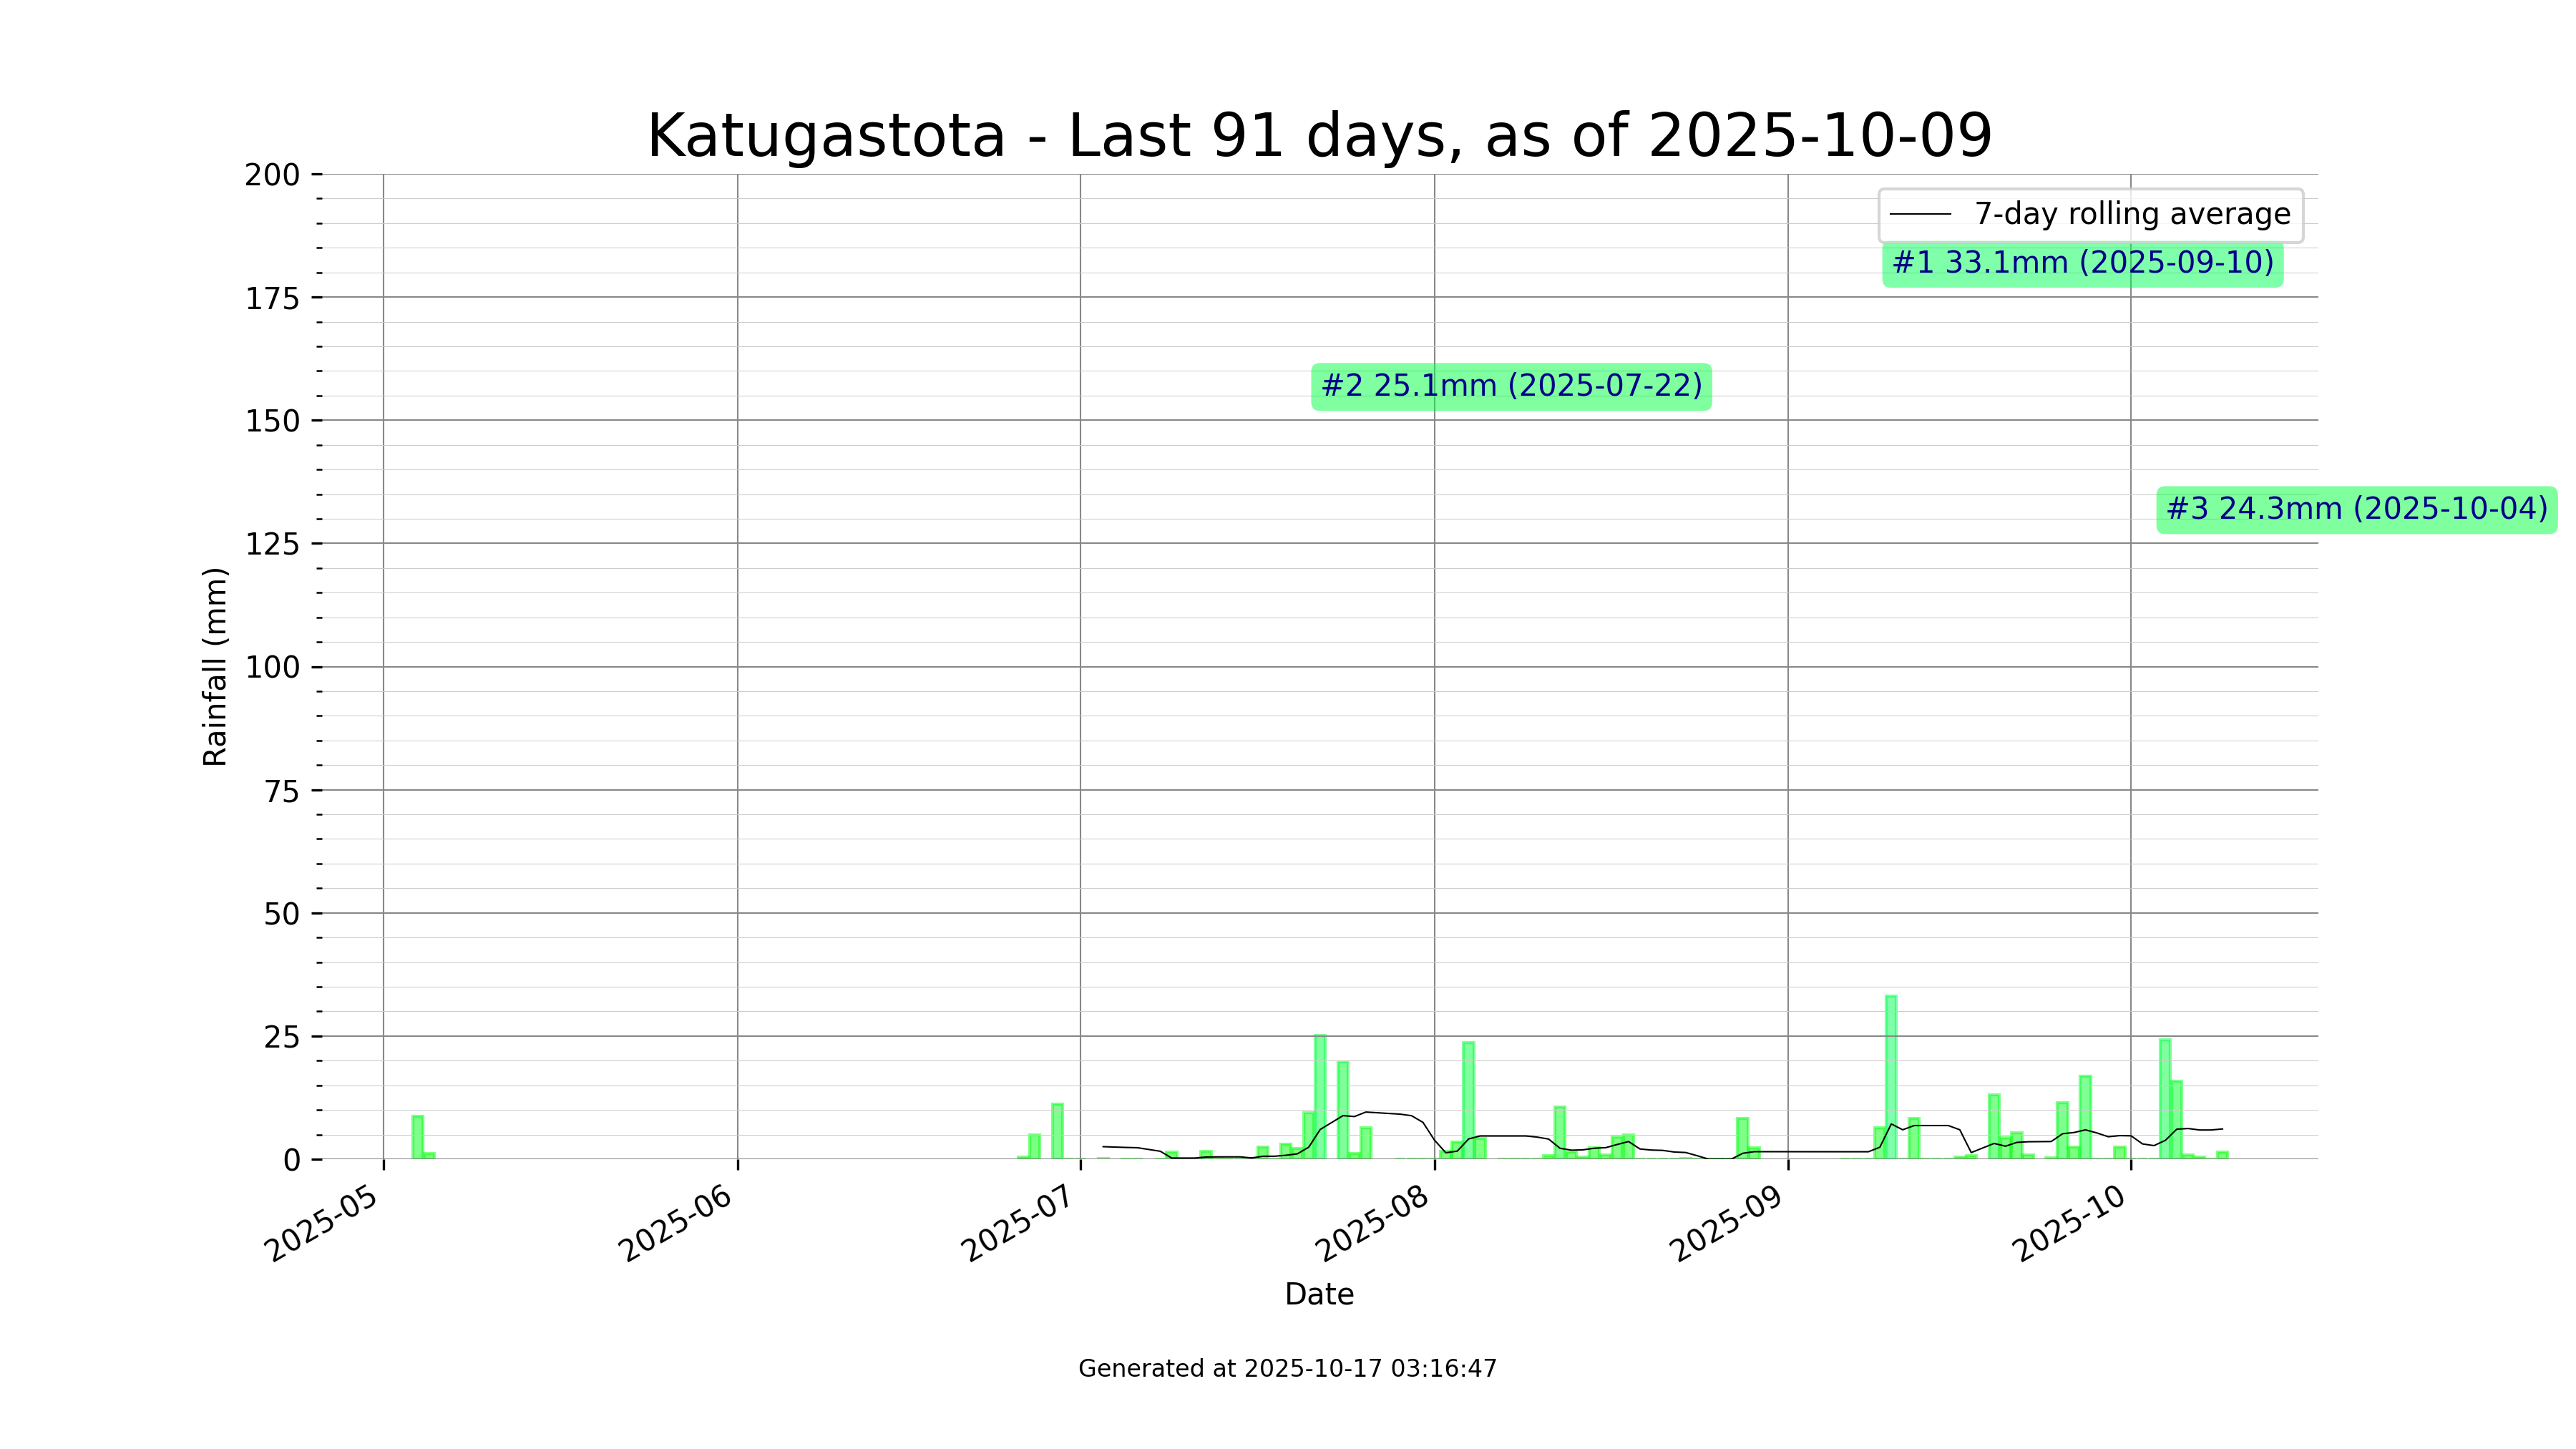 Katugastota - Last 91 days, as of 2025-10-09
200
175
150
125
100
75
50
25
0
Rainfall (mm)
7-day rolling average
#1 33.1mm (2025-09-10)
#2 25.1mm (2025-07-22)
#3 24.3mm (2025-10-04)
2025-05
2025-06
2025-07
2025-08
2025-09
2025-10
Date
Generated at 2025-10-17 03:16:47